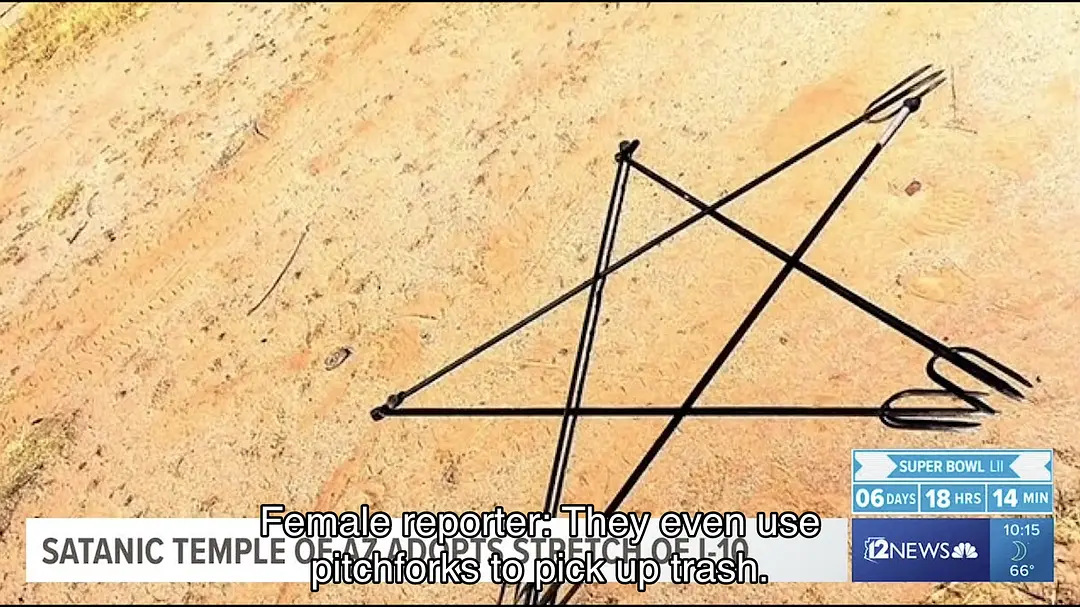 SUPER BOWL LII
06 DAYS 18 HRS 14 MIN
SATANIC TEMPLE OF AZ ADOPTS STRETCH OF I-10
12NEWS
10:15
66°
Female reporter: They even use
pitchforks to pick up trash.